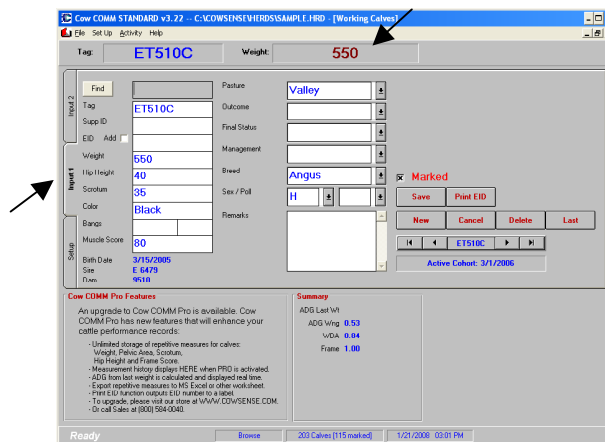 Cow COMM STANDARD v3.22 -- C:\COWSENSE\HERDS\SAMPLE.HRD - [Working Calves]
File Set Up Activity Help
Tag: ET510C Weight: 550
Input 2
Input 1
Setup
Find
Tag ET510C
Supp ID
EID Add
Weight 550
Hip Height 40
Scrotum 35
Color Black
Bangs
Muscle Score 80
Birth Date 3/15/2005
Sire E 6479
Dam 9510
Pasture Valley
Outcome
Final Status
Management
Breed Angus
Sex / Poll H
Remarks
Marked
Save Print EID
New Cancel Delete Last
ET510C
Active Cohort: 3/1/2006
Cow COMM Pro Features
An upgrade to Cow COMM Pro is available. Cow
COMM Pro has new features that will enhance your
cattle performance records:
- Unlimited storage of repetitive measures for calves:
Weight, Pelvic Area, Scrotum,
Hip Height and Frame Score.
- Measurement history displays HERE when PRO is activated.
- ADG from last weight is calculated and displayed real time.
- Export repetitive measures to MS Excel or other worksheet.
- Print EID function outputs EID number to a label.
- To upgrade, please visit our store at WWW.COWSENSE.COM.
- Or call Sales at (800) 584-0040.
Summary
ADG Last Wt
ADG Wng 0.53
WDA 0.84
Frame 1.00
Ready Browse 203 Calves [115 marked] 1/21/2008 03:01 PM